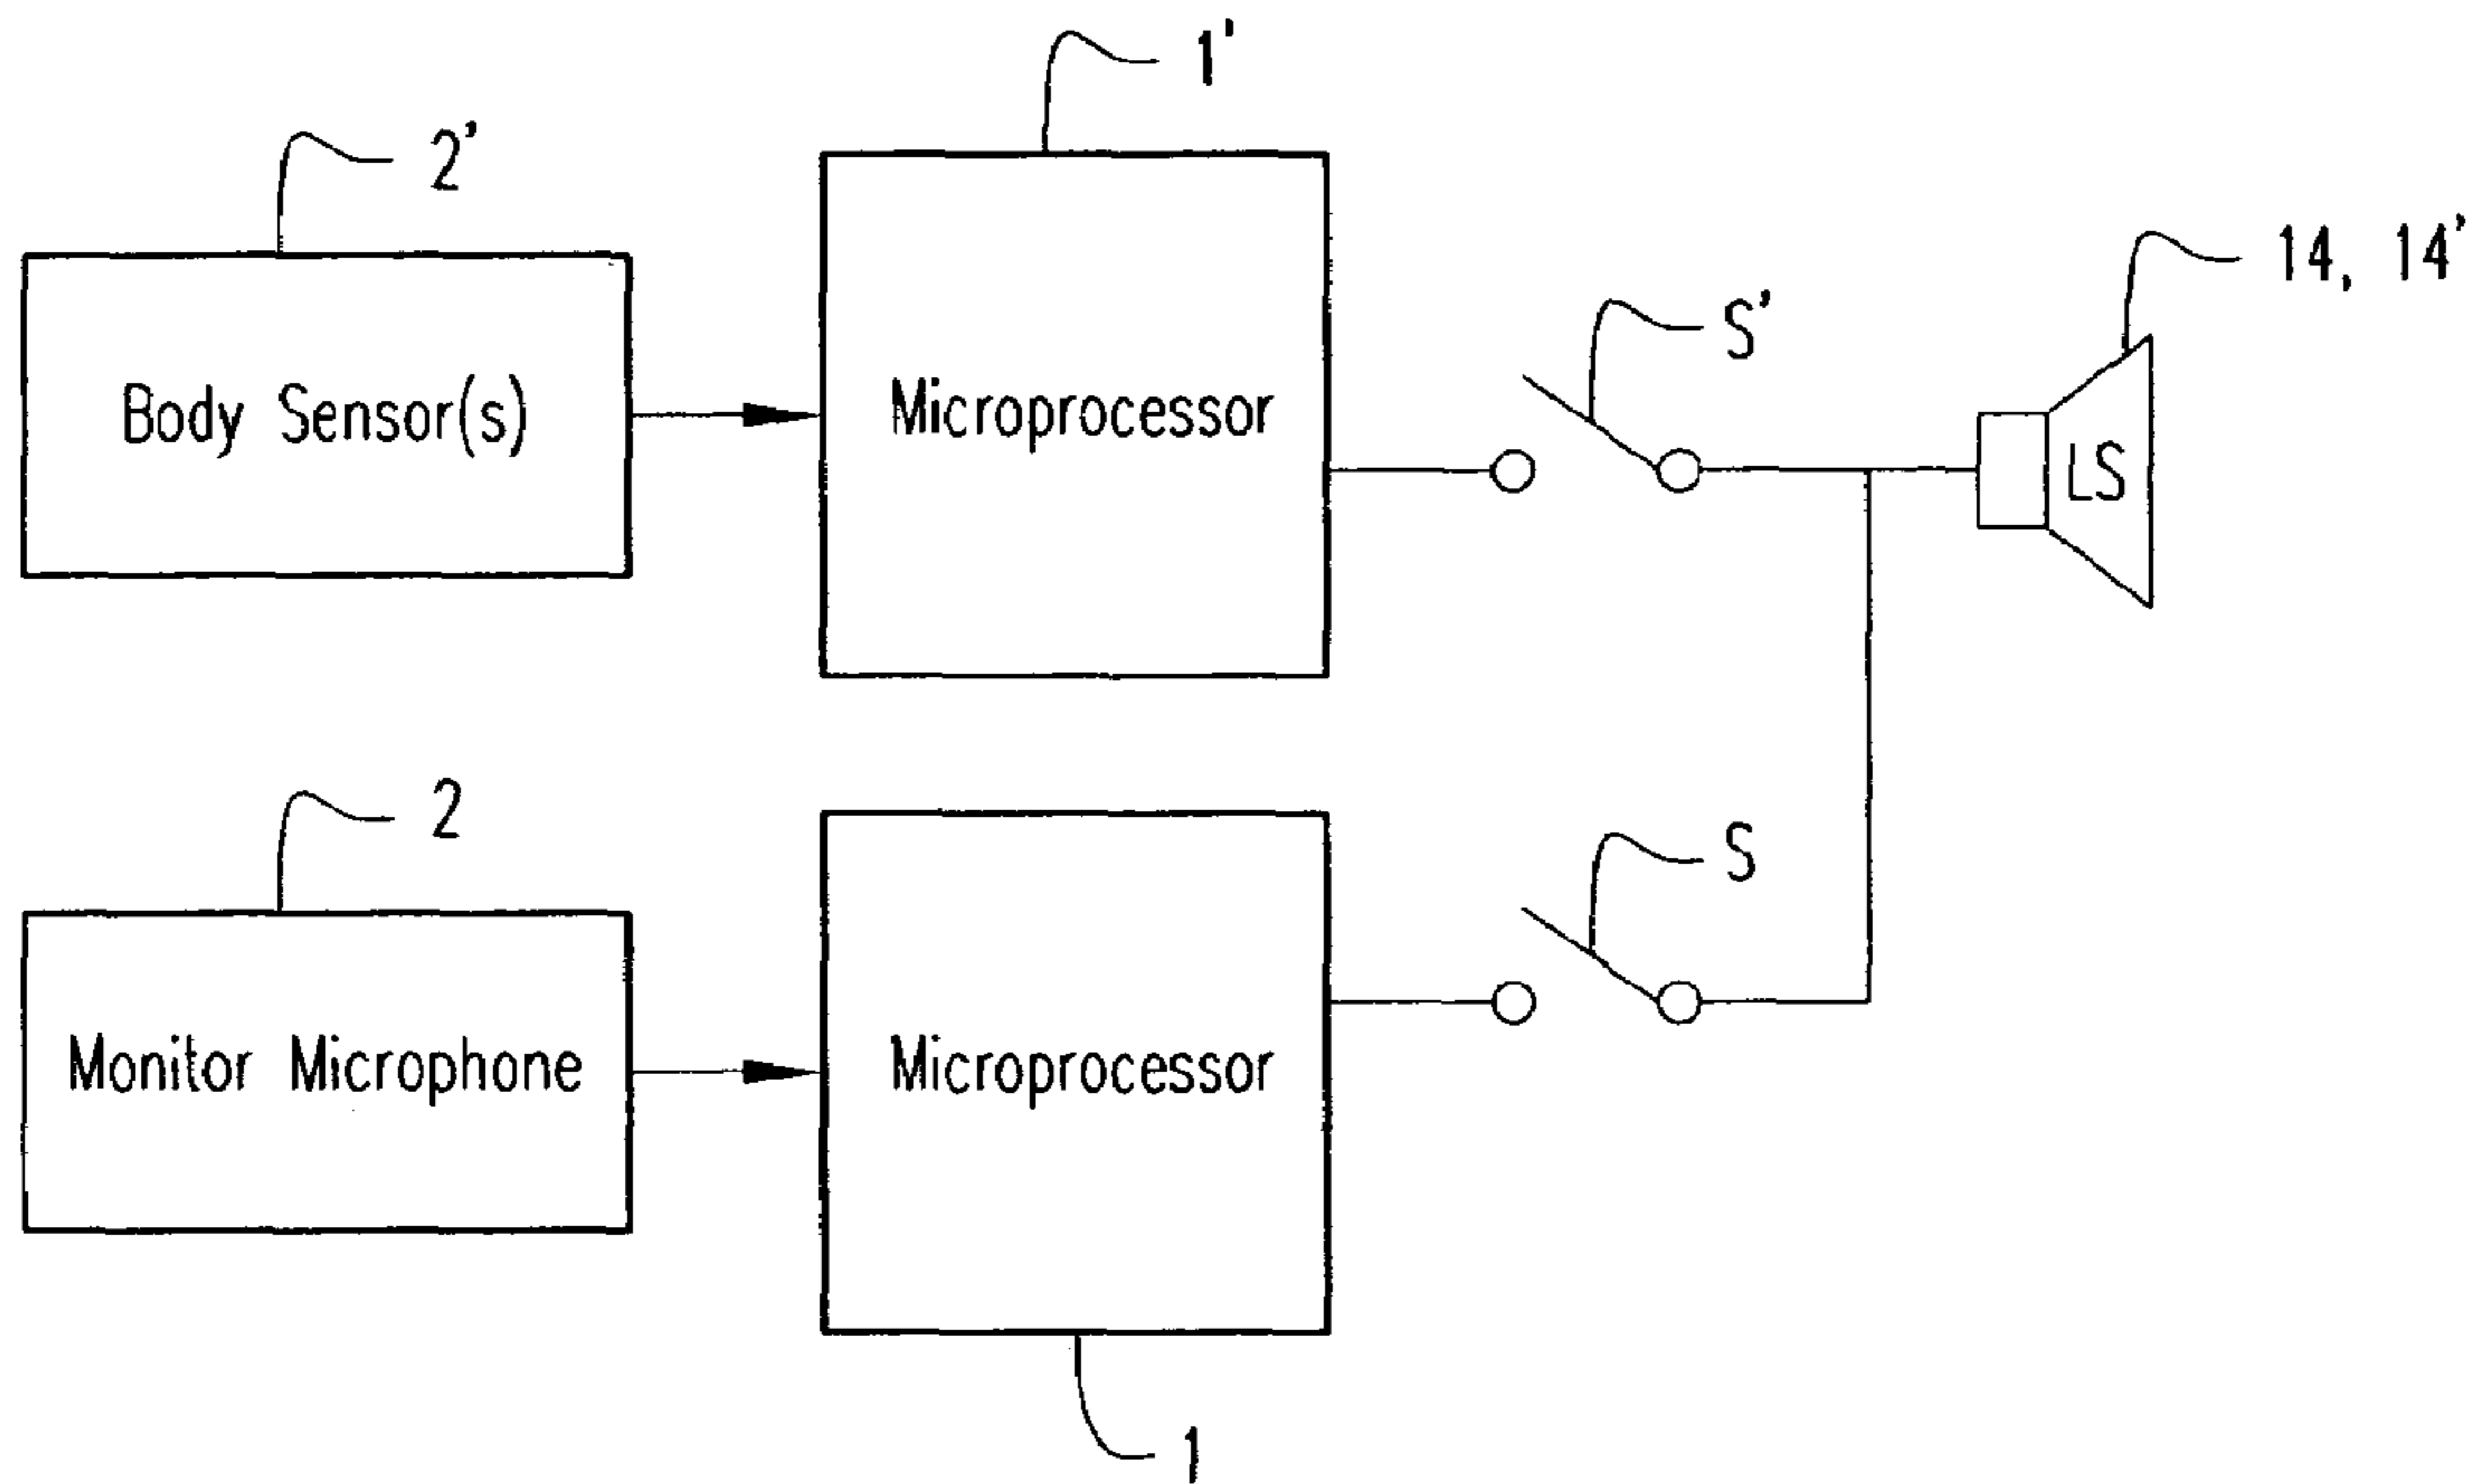 1'
2'
14, 14'
S'
Body Sensor(s)
Microprocessor
LS
2
S
Monitor Microphone
Microprocessor
1